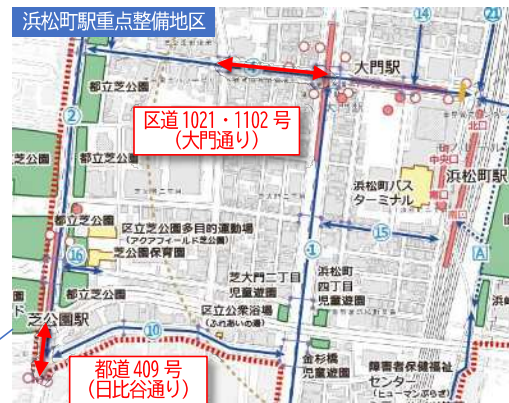 浜松町駅重点整備地区
14
21
大門駅
都立芝公園
区道1021・1102号
(大門通り)
2
北口
中央口
南口
浜松町駅
浜松町バス
ターミナル
都立芝公園
区立芝公園多目的運動場
(アクアフィールド芝公園)
芝公園保育園
15
A
16
1
芝大門二丁目
児童遊園
浜松町
四丁目
児童遊園
都立芝公園
区立公衆浴場
(ふれあいの湯)
芝公園駅
10
金杉橋
児童遊園
障害者保健福祉
センター
(ヒューマンぷらざ)
都道409号
(日比谷通り)